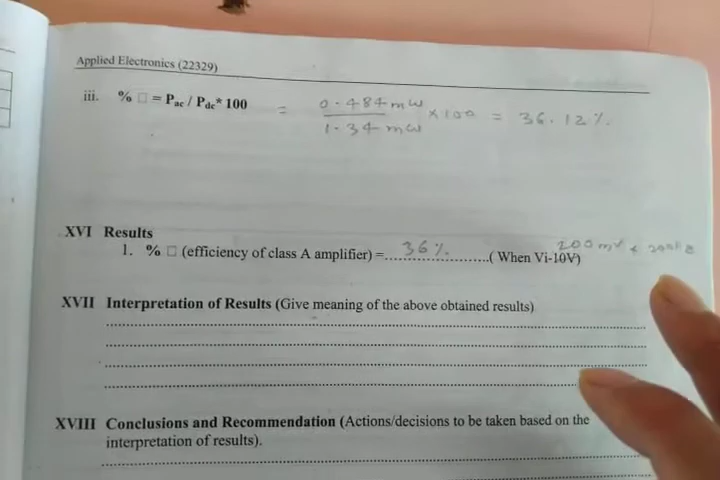 Applied Electronics (22329)
iii. % □ = Pac / Pdc* 100 = 0.484mW / 1.34 mW × 100 = 36.12%.
200mV
XVI Results
1. % □ (efficiency of class A amplifier) =....36%.....( When Vi-10V)
XVII Interpretation of Results (Give meaning of the above obtained results)
XVIII Conclusions and Recommendation (Actions/decisions to be taken based on the
interpretation of results).